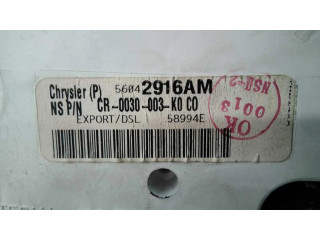 Chrysler (P) 56042916AM
NS P/N CR-0030-003-K0 CO
EXPORT/DSL 58994E
OK
0013